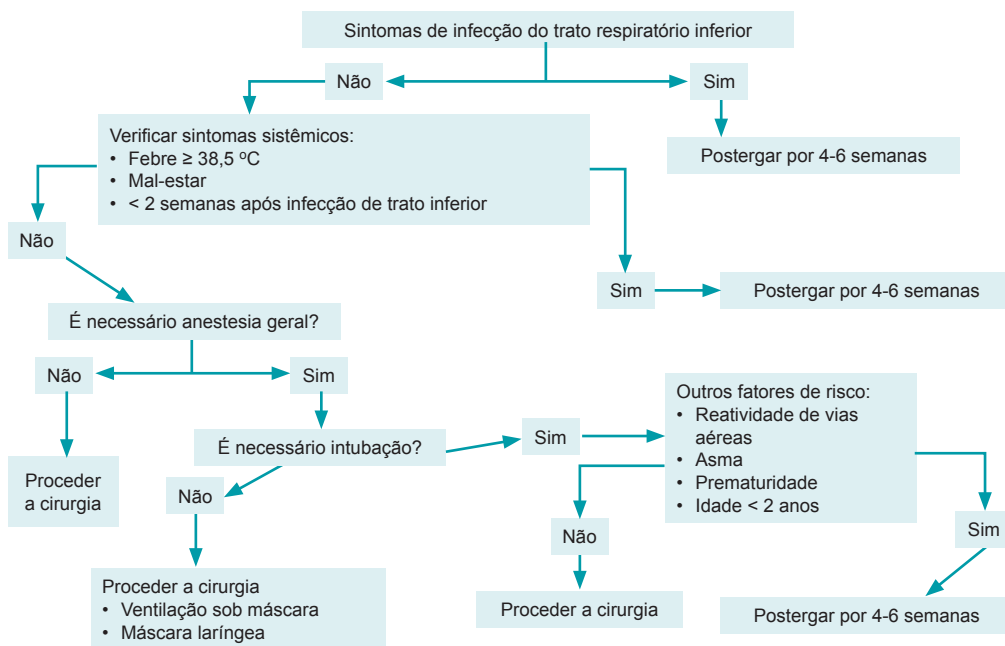 Sintomas de infecção do trato respiratório inferior
Não
Sim
Verificar sintomas sistêmicos:
• Febre ≥ 38,5 ºC
• Mal-estar
• < 2 semanas após infecção de trato inferior
Postergar por 4-6 semanas
Não
Sim
Postergar por 4-6 semanas
É necessário anestesia geral?
Não
Sim
Proceder
a cirurgia
É necessário intubação?
Não
Sim
Outros fatores de risco:
• Reatividade de vias
aéreas
• Asma
• Prematuridade
• Idade < 2 anos
Não
Sim
Proceder a cirurgia
• Ventilação sob máscara
• Máscara laríngea
Proceder a cirurgia
Postergar por 4-6 semanas